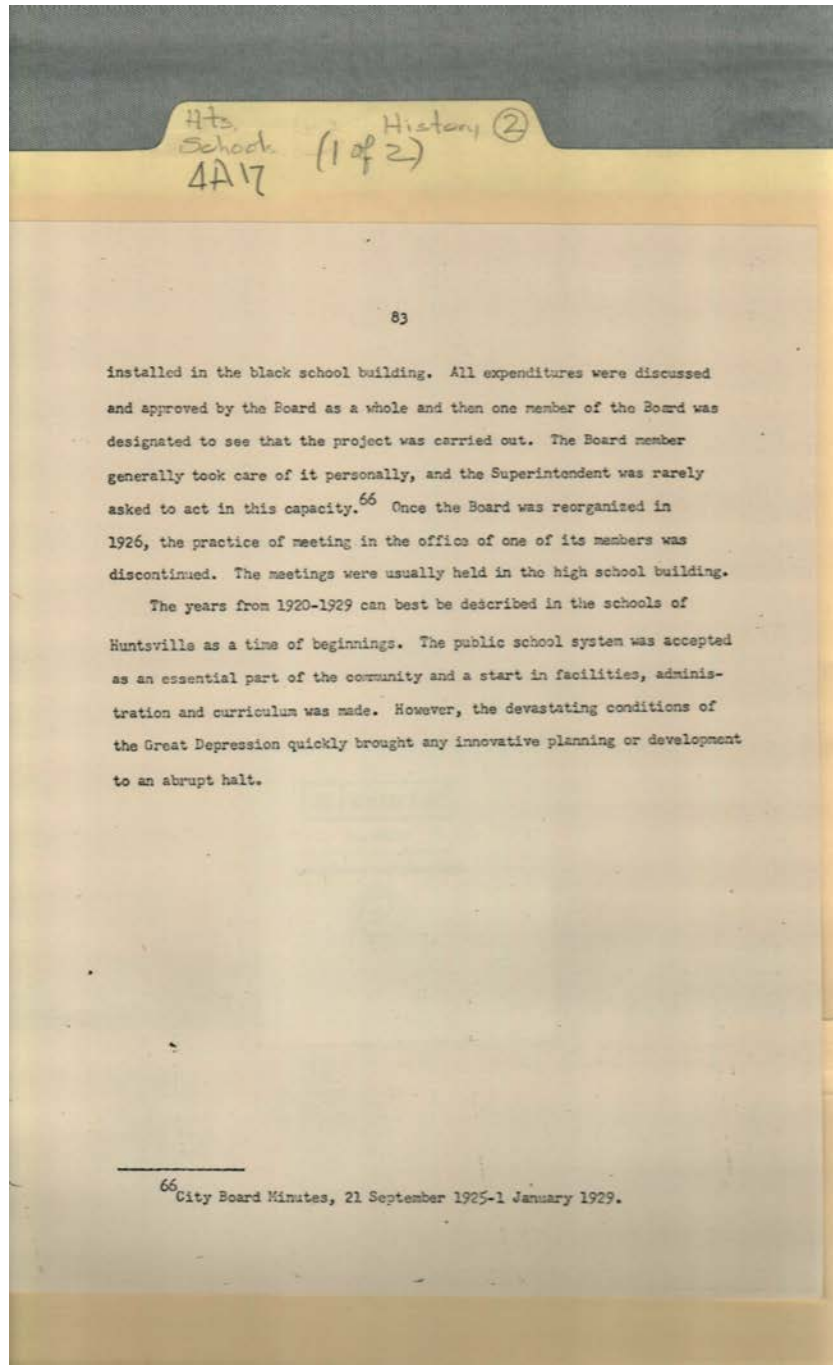 Hts. History ②
School (1 of 2)
4A17
83
installed in the black school building. All expenditures were discussed
and approved by the Board as a whole and then one member of the Board was
designated to see that the project was carried out. The Board member
generally took care of it personally, and the Superintendent was rarely
asked to act in this capacity.66 Once the Board was reorganized in
1926, the practice of meeting in the office of one of its members was
discontinued. The meetings were usually held in the high school building.
The years from 1920-1929 can best be described in the schools of
Huntsville as a time of beginnings. The public school system was accepted
as an essential part of the community and a start in facilities, adminis-
tration and curriculum was made. However, the devastating conditions of
the Great Depression quickly brought any innovative planning or development
to an abrupt halt.
66City Board Minutes, 21 September 1925-1 January 1929.